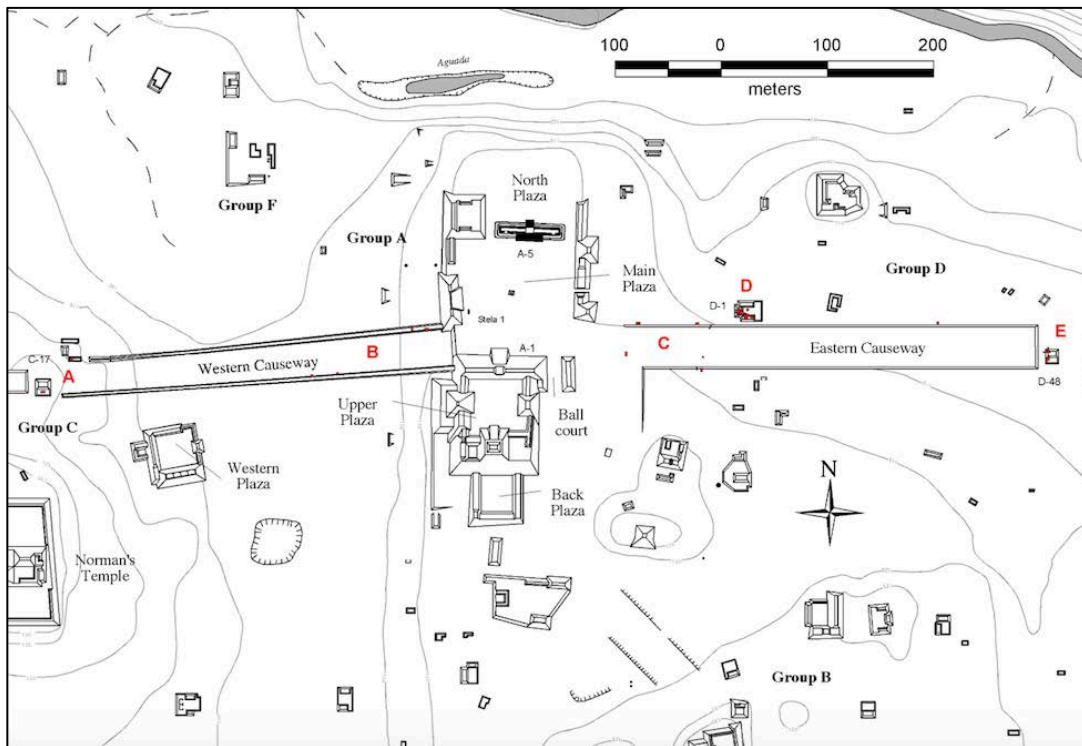 100 0 100 200
meters
Aguada
North
Plaza
Group F
Group A
A-5
Main
Plaza
Group D
D
D-1
E
Stela 1
C-17
A
B
C
Western Causeway
A-1
Eastern Causeway
D-48
Upper
Plaza
Ball
court
Group C
Western
Plaza
Back
Plaza
N
Norman's
Temple
Group B